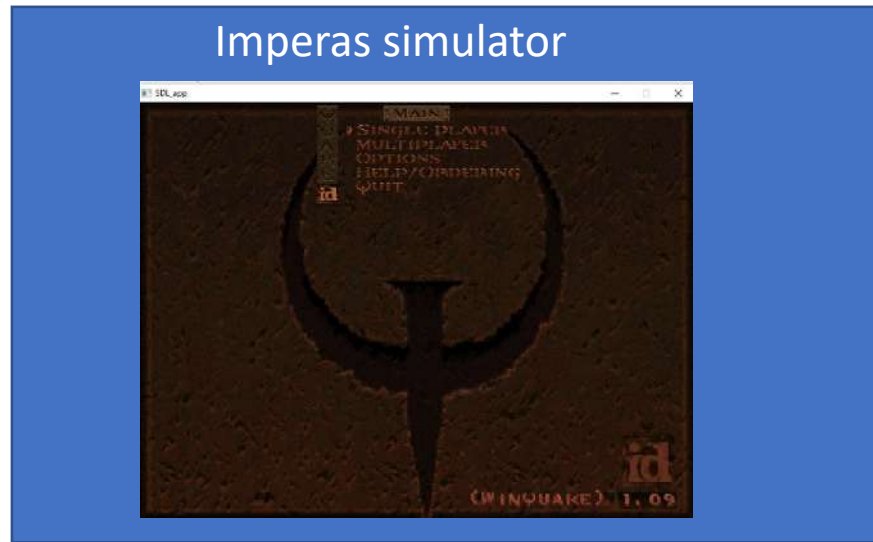 Imperas simulator
SDL_app
MAIN
SINGLE PLAYER
MULTIPLAYER
OPTIONS
HELP/ORDERING
QUIT
id
id
(WINQUAKE) 1.09